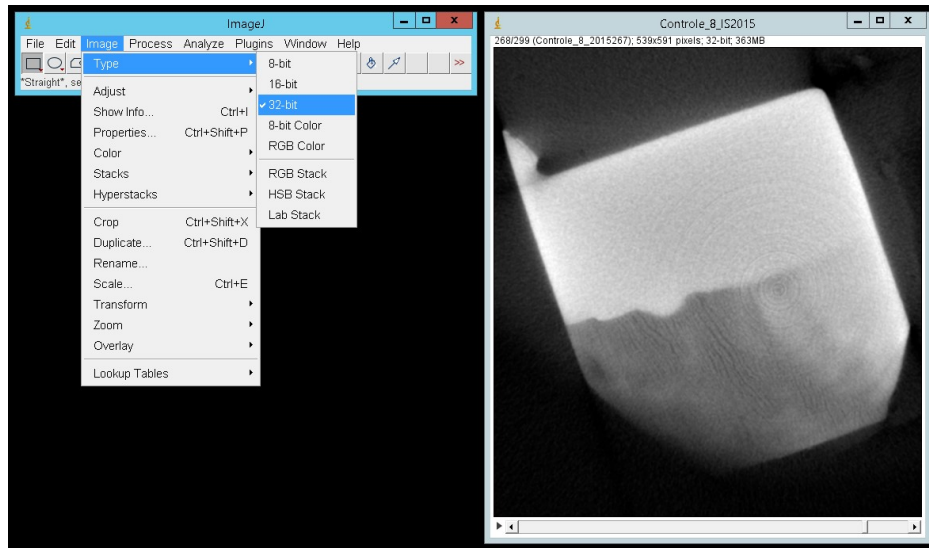 ImageJ
File Edit Image Process Analyze Plugins Window Help
>>
*Straight*, se
Type
Adjust
Show Info... Ctrl+I
Properties... Ctrl+Shift+P
Color
Stacks
Hyperstacks
Crop Ctrl+Shift+X
Duplicate... Ctrl+Shift+D
Rename...
Scale... Ctrl+E
Transform
Zoom
Overlay
Lookup Tables
8-bit
16-bit
32-bit
8-bit Color
RGB Color
RGB Stack
HSB Stack
Lab Stack
Controle_8_IS2015
268/299 (Controle_8_2015267); 539x591 pixels; 32-bit; 363MB